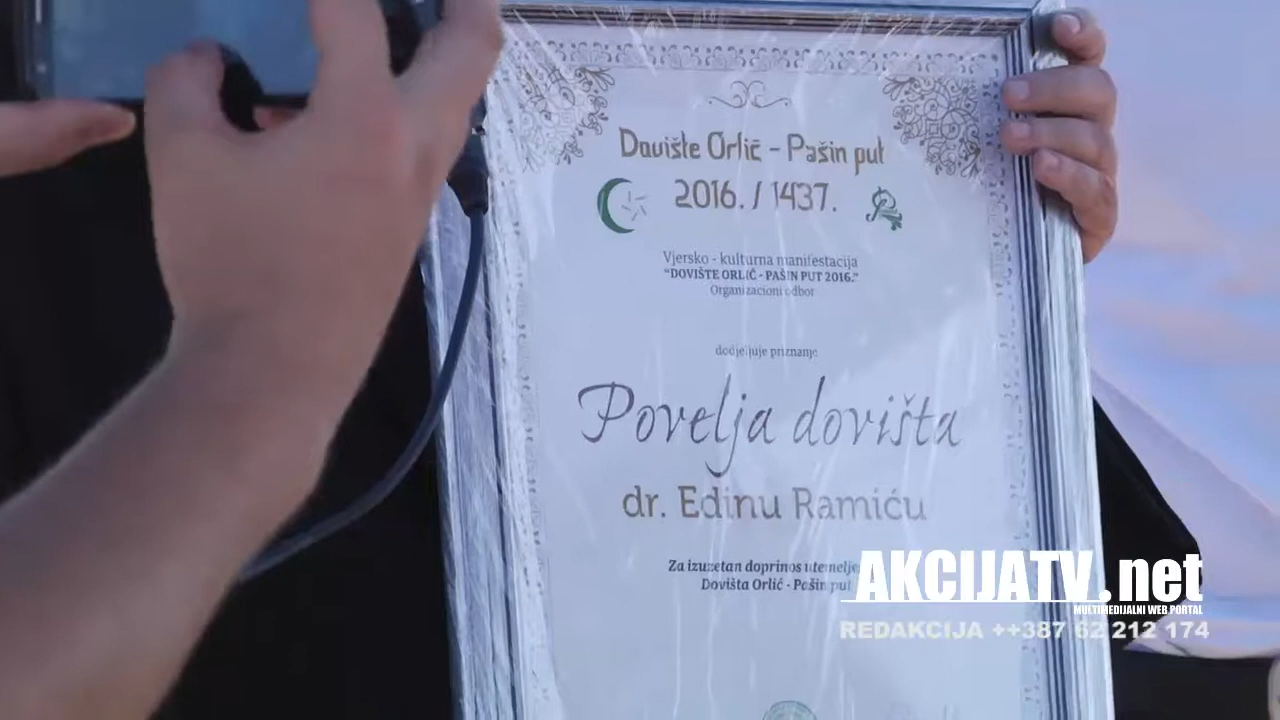 Dovište Orlić - Pašin put
2016. / 1437.
Vjersko - kulturna manifestacija
"DOVIŠTE ORLIĆ - PAŠIN PUT 2016."
Organizacioni odbor
dodjeljuje priznanje
Povelja dovišta
dr. Edinu Ramiću
Za izuzetan doprinos
Dovišta Orlić - Pašin put
AKCIJATV.net
MULTIMEDIJALNI WEB PORTAL
REDAKCIJA ++387 62 212 174